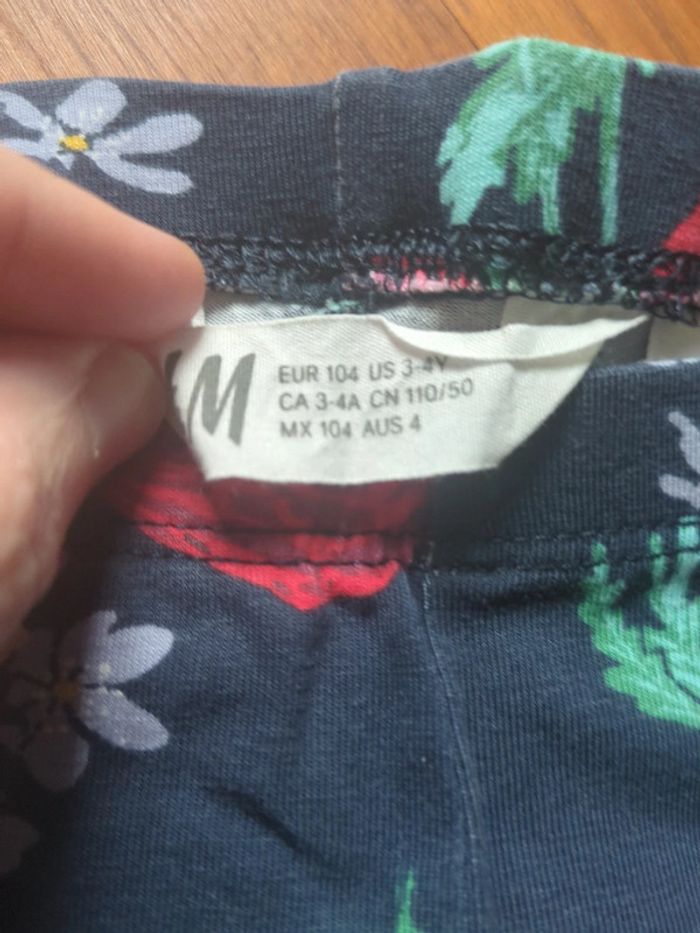 &M
EUR 104 US 3-4Y
CA 3-4A CN 110/50
MX 104 AUS 4